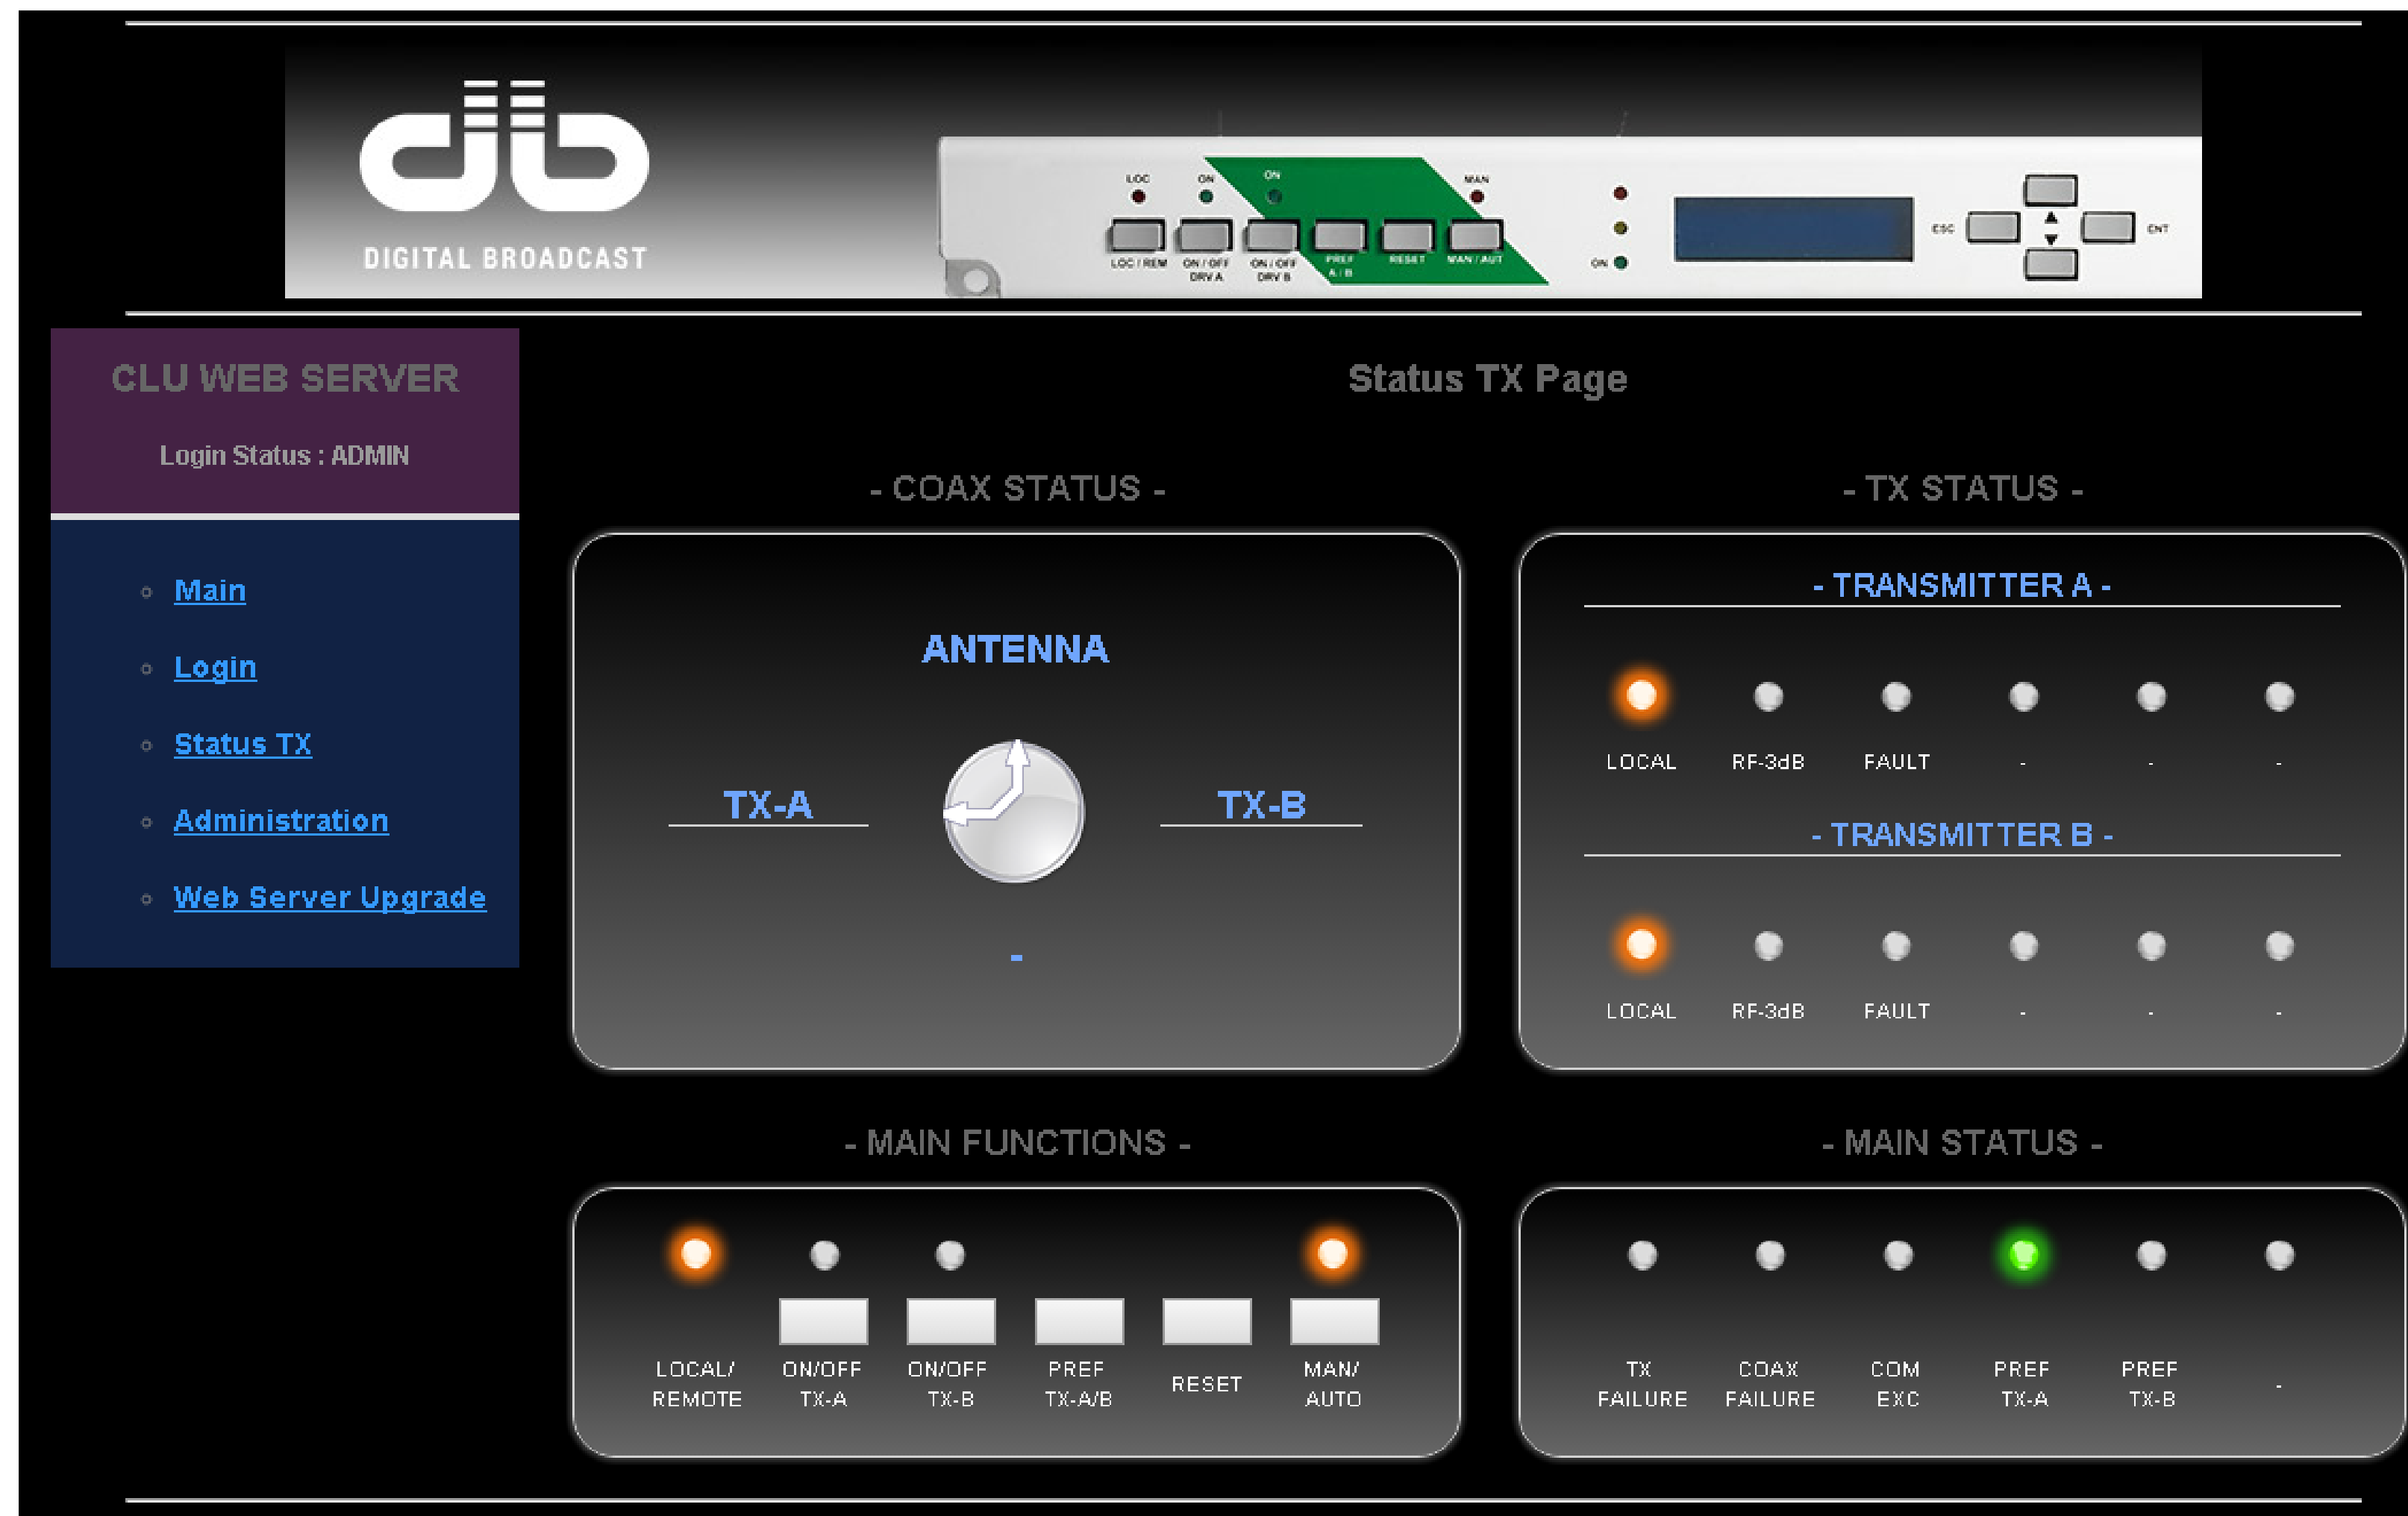 db
DIGITAL BROADCAST
LOC
ON
ON
MAN
LOC / REM
ON / OFF
DRV A
ON / OFF
DRV B
PREF
A / B
RESET
MAN / AUT
ON
ESC
ENT
CLU WEB SERVER
Login Status : ADMIN
Main
Login
Status TX
Administration
Web Server Upgrade
Status TX Page
- COAX STATUS -
ANTENNA
TX-A
TX-B
-
- TX STATUS -
- TRANSMITTER A -
LOCAL RF-3dB FAULT - - -
- TRANSMITTER B -
LOCAL RF-3dB FAULT - - -
- MAIN FUNCTIONS -
LOCAL/
REMOTE
ON/OFF
TX-A
ON/OFF
TX-B
PREF
TX-A/B
RESET
MAN/
AUTO
- MAIN STATUS -
TX
FAILURE
COAX
FAILURE
COM
EXC
PREF
TX-A
PREF
TX-B
-